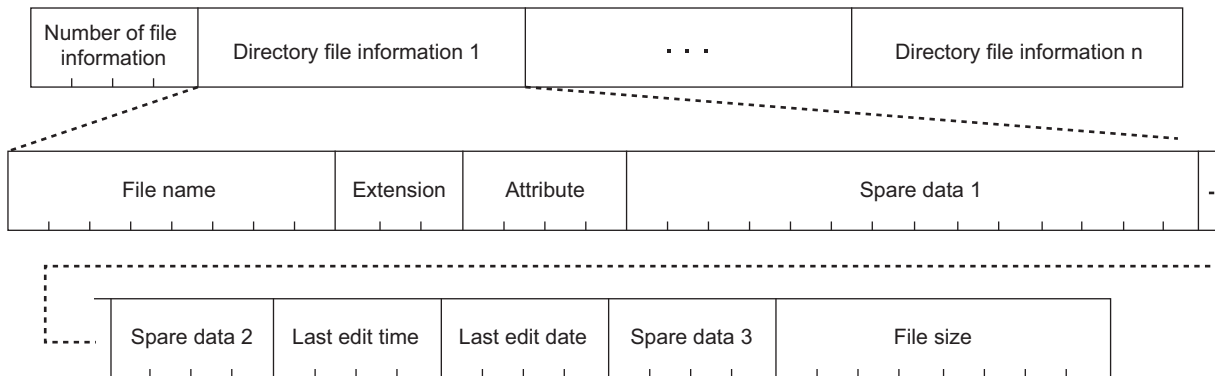 Number of file
information
Directory file information 1
· · ·
Directory file information n
File name
Extension
Attribute
Spare data 1
Spare data 2
Last edit time
Last edit date
Spare data 3
File size